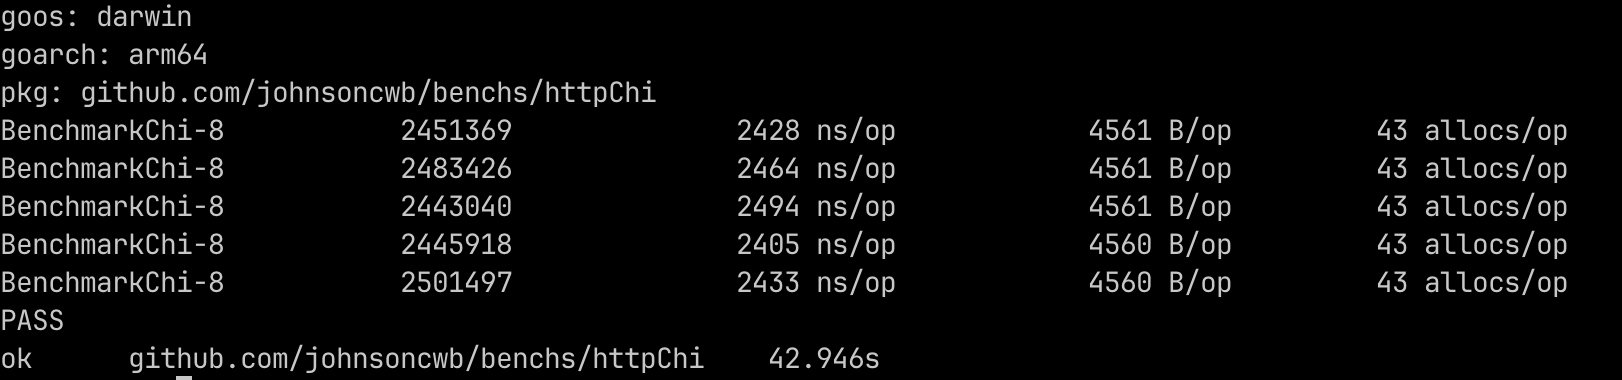 goos: darwin
goarch: arm64
pkg: github.com/johnsoncwb/benchs/httpChi
BenchmarkChi-8 2451369 2428 ns/op 4561 B/op 43 allocs/op
BenchmarkChi-8 2483426 2464 ns/op 4561 B/op 43 allocs/op
BenchmarkChi-8 2443040 2494 ns/op 4561 B/op 43 allocs/op
BenchmarkChi-8 2445918 2405 ns/op 4560 B/op 43 allocs/op
BenchmarkChi-8 2501497 2433 ns/op 4560 B/op 43 allocs/op
PASS
ok github.com/johnsoncwb/benchs/httpChi 42.946s